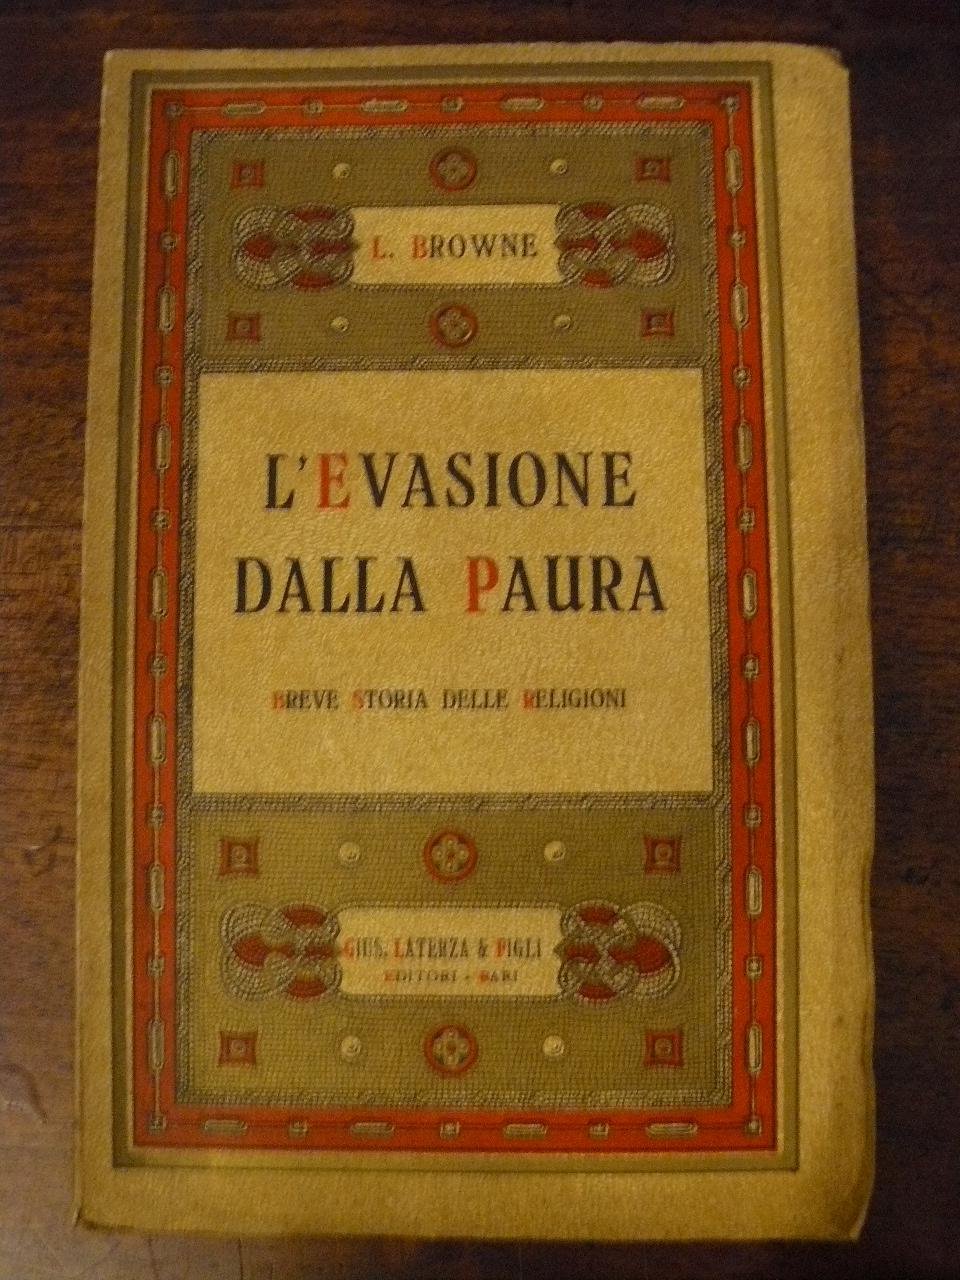 L. BROWNE
L'EVASIONE
DALLA PAURA
BREVE STORIA DELLE RELIGIONI
GIUS. LATERZA & FIGLI
EDITORI - BARI